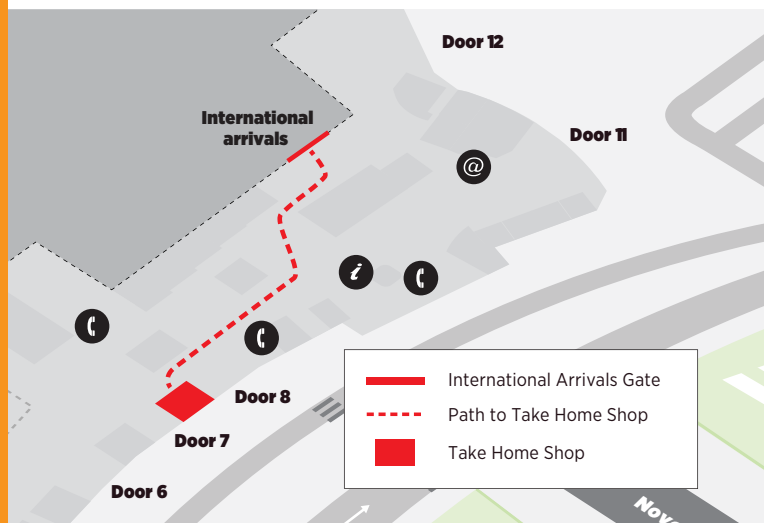 Door 12
International
arrivals
Door 11
@
i
Door 8
Door 7
Door 6
International Arrivals Gate
Path to Take Home Shop
Take Home Shop